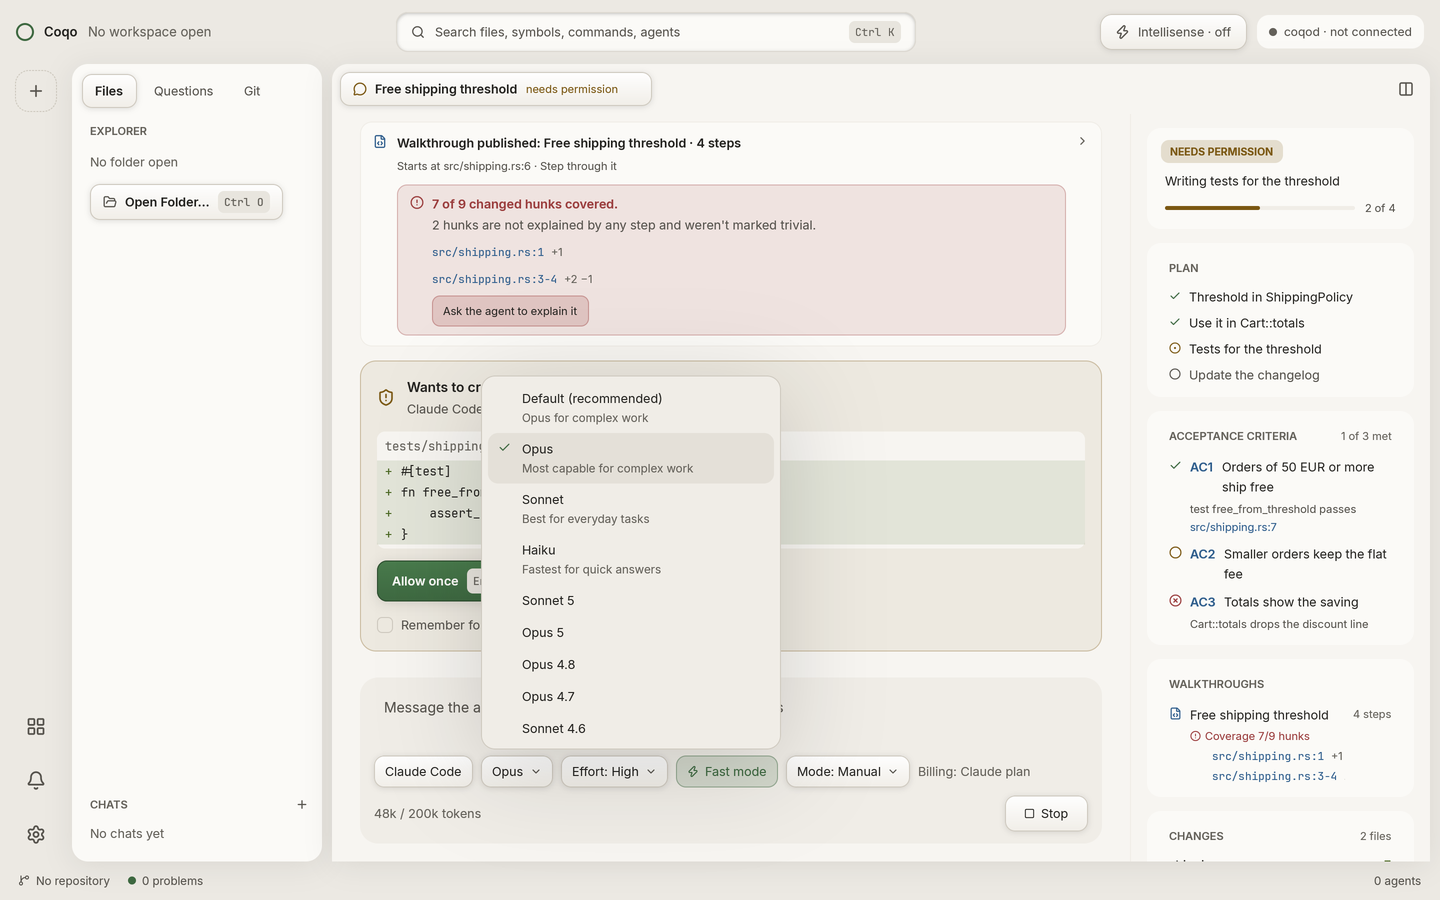 Coqo No workspace open
Search files, symbols, commands, agents Ctrl K
Intellisense · off
coqod · not connected
Files Questions Git
EXPLORER
No folder open
Open Folder... Ctrl O
CHATS
No chats yet
Free shipping threshold needs permission
Walkthrough published: Free shipping threshold · 4 steps
Starts at src/shipping.rs:6 · Step through it
7 of 9 changed hunks covered.
2 hunks are not explained by any step and weren't marked trivial.
src/shipping.rs:1 +1
src/shipping.rs:3-4 +2 −1
Ask the agent to explain it
Wants to
Claude Code
+ #[test]
+ fn
+
+ }
Allow once
Remember
Message the
Default (recommended)
Opus for complex work
Opus
Most capable for complex work
Sonnet
Best for everyday tasks
Haiku
Fastest for quick answers
Sonnet 5
Opus 5
Opus 4.8
Opus 4.7
Sonnet 4.6
Claude Code Opus Effort: High Fast mode Mode: Manual Billing: Claude plan
48k / 200k tokens
Stop
NEEDS PERMISSION
Writing tests for the threshold
2 of 4
PLAN
Threshold in ShippingPolicy
Use it in Cart::totals
Tests for the threshold
Update the changelog
ACCEPTANCE CRITERIA 1 of 3 met
AC1 Orders of 50 EUR or more
ship free
test free_from_threshold passes
src/shipping.rs:7
AC2 Smaller orders keep the flat
fee
AC3 Totals show the saving
Cart::totals drops the discount line
WALKTHROUGHS
Free shipping threshold 4 steps
Coverage 7/9 hunks
src/shipping.rs:1 +1
src/shipping.rs:3-4
CHANGES 2 files
No repository 0 problems
0 agents